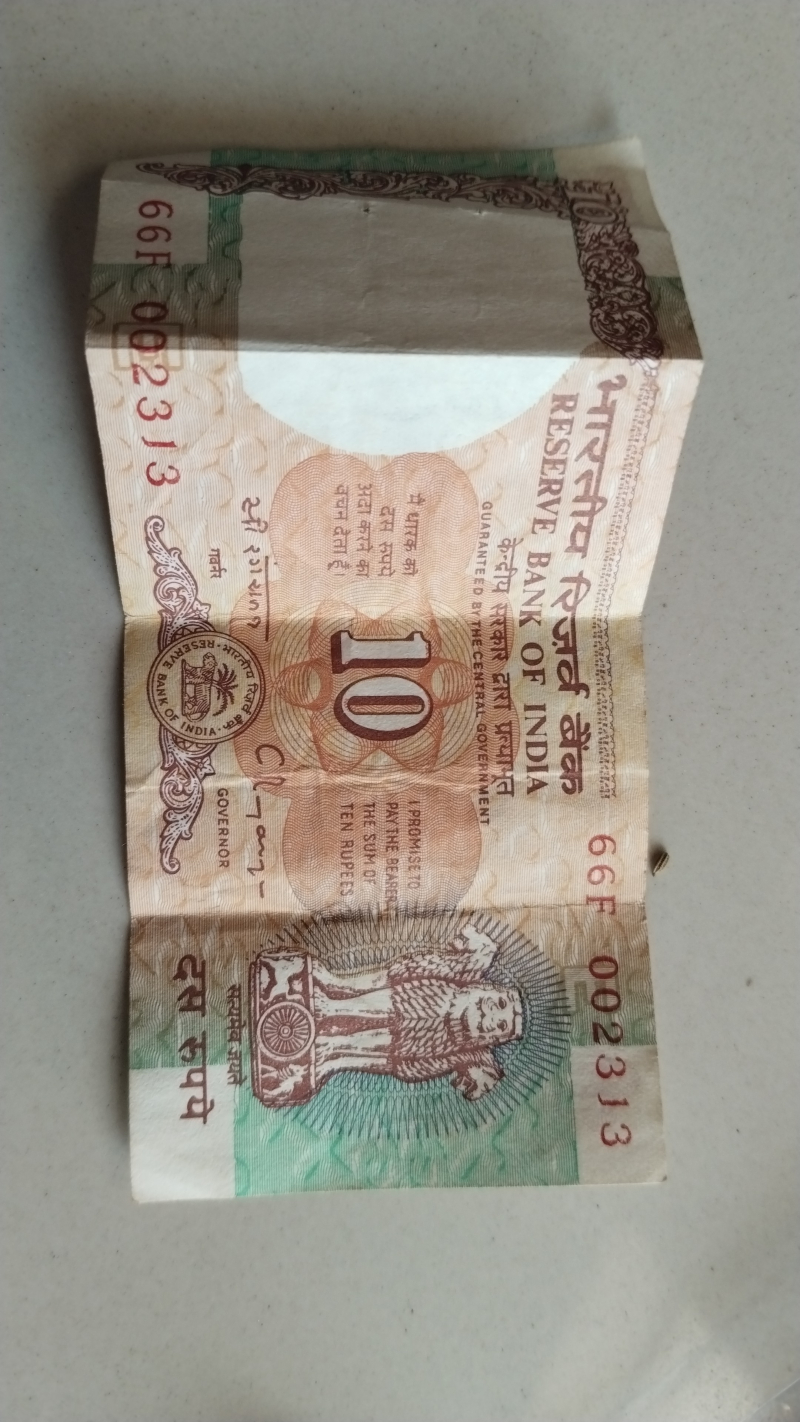 भारतीय रिज़र्व बैंक
RESERVE BANK OF INDIA
केन्द्रीय सरकार द्वारा प्रत्याभूत
GUARANTEED BY THE CENTRAL GOVERNMENT
66F 002313
मैं धारक को
दस रुपये
अदा करने का
वचन देता हूँ।
10
I PROMISE TO
PAY THE BEARER
THE SUM OF
TEN RUPEES
गवर्नर
GOVERNOR
भारतीय रिज़र्व बैंक
RESERVE BANK OF INDIA
66F 002313
सत्यमेव जयते
दस रुपये
10